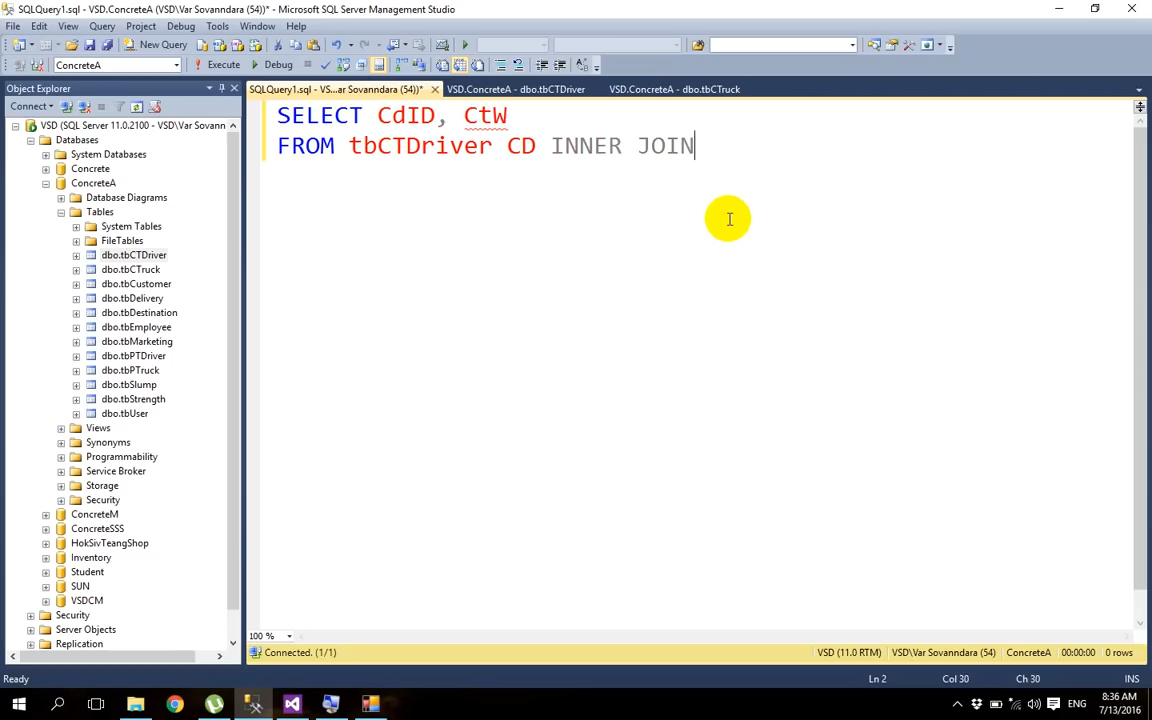 SQLQuery1.sql - VSD.ConcreteA (VSD\Var Sovanndara (54))* - Microsoft SQL Server Management Studio
File Edit View Query Project Debug Tools Window Help
New Query
ConcreteA Execute Debug
Object Explorer
SQLQuery1.sql - VS...ar Sovanndara (54))* VSD.ConcreteA - dbo.tbCTDriver VSD.ConcreteA - dbo.tbCTruck
Connect
SELECT CdID, CtW
FROM tbCTDriver CD INNER JOIN
VSD (SQL Server 11.0.2100 - VSD\Var Sovann
Databases
System Databases
Concrete
ConcreteA
Database Diagrams
Tables
System Tables
FileTables
dbo.tbCTDriver
dbo.tbCTruck
dbo.tbCustomer
dbo.tbDelivery
dbo.tbDestination
dbo.tbEmployee
dbo.tbMarketing
dbo.tbPTDriver
dbo.tbPTruck
dbo.tbSlump
dbo.tbStrength
dbo.tbUser
Views
Synonyms
Programmability
Service Broker
Storage
Security
ConcreteM
ConcreteSSS
HokSivTeangShop
Inventory
Student
SUN
VSDCM
Security
Server Objects
Replication
100 %
Connected. (1/1) VSD (11.0 RTM) VSD\Var Sovanndara (54) ConcreteA 00:00:00 0 rows
Ready Ln 2 Col 30 Ch 30 INS
ENG 8:36 AM
7/13/2016